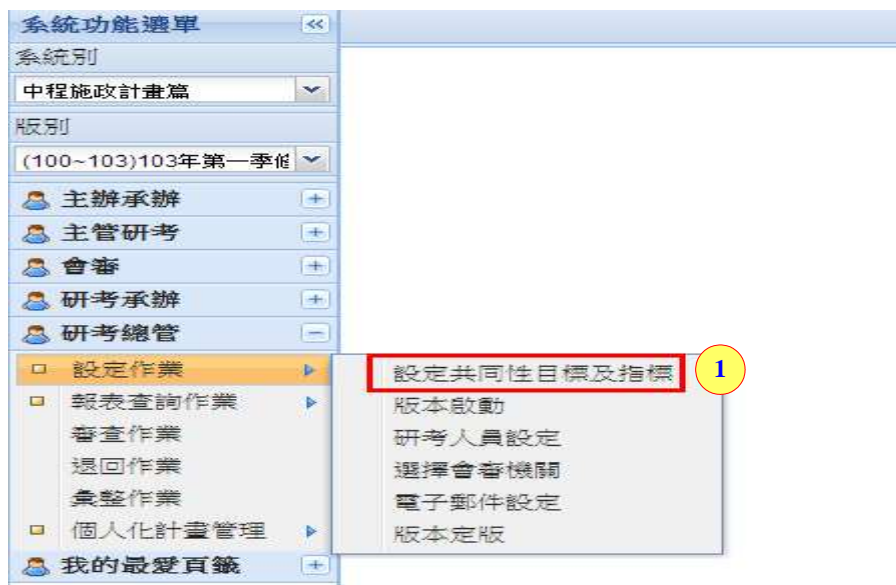 系統功能選單
系統別
中程施政計畫篇
版別
(100~103)103年第一季修
主辦承辦
主管研考
會審
研考承辦
研考總管
設定作業
報表查詢作業
審查作業
退回作業
彙整作業
個人化計畫管理
我的最愛頁籤
設定共同性目標及指標
1
版本啟動
研考人員設定
選擇會審機關
電子郵件設定
版本定版